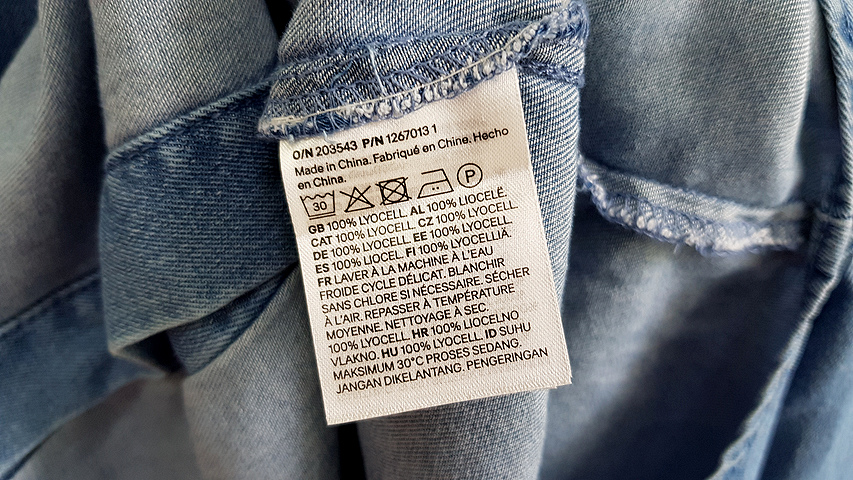 O/N 203543 P/N 1267013 1
Made in China. Fabriqué en Chine. Hecho
en China.
30 P
GB 100% LYOCELL. AL 100% LIOCELË.
CAT 100% LYOCELL. CZ 100% LYOCELL.
DE 100% LYOCELL. EE 100% LYOCELL.
ES 100% LIOCEL. FI 100% LYOCELLIÄ.
FR LAVER À LA MACHINE À L'EAU
FROIDE CYCLE DÉLICAT. BLANCHIR
SANS CHLORE SI NÉCESSAIRE. SÉCHER
À L'AIR. REPASSER À TEMPÉRATURE
MOYENNE. NETTOYAGE À SEC.
100% LYOCELL. HR 100% LIOCELNO
VLAKNO. HU 100% LYOCELL. ID SUHU
MAKSIMUM 30°C PROSES SEDANG.
JANGAN DIKELANTANG. PENGERINGAN